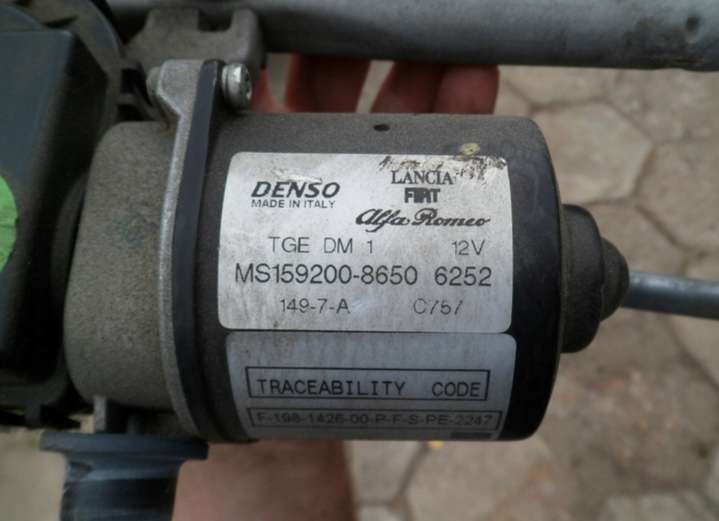 DENSO
MADE IN ITALY
LANCIA
FIAT
Alfa Romeo
TGE DM 1 12V
MS159200-8650 6252
149-7-A C757
TRACEABILITY CODE
F-198-1426-00-P-F-S-PE-2247